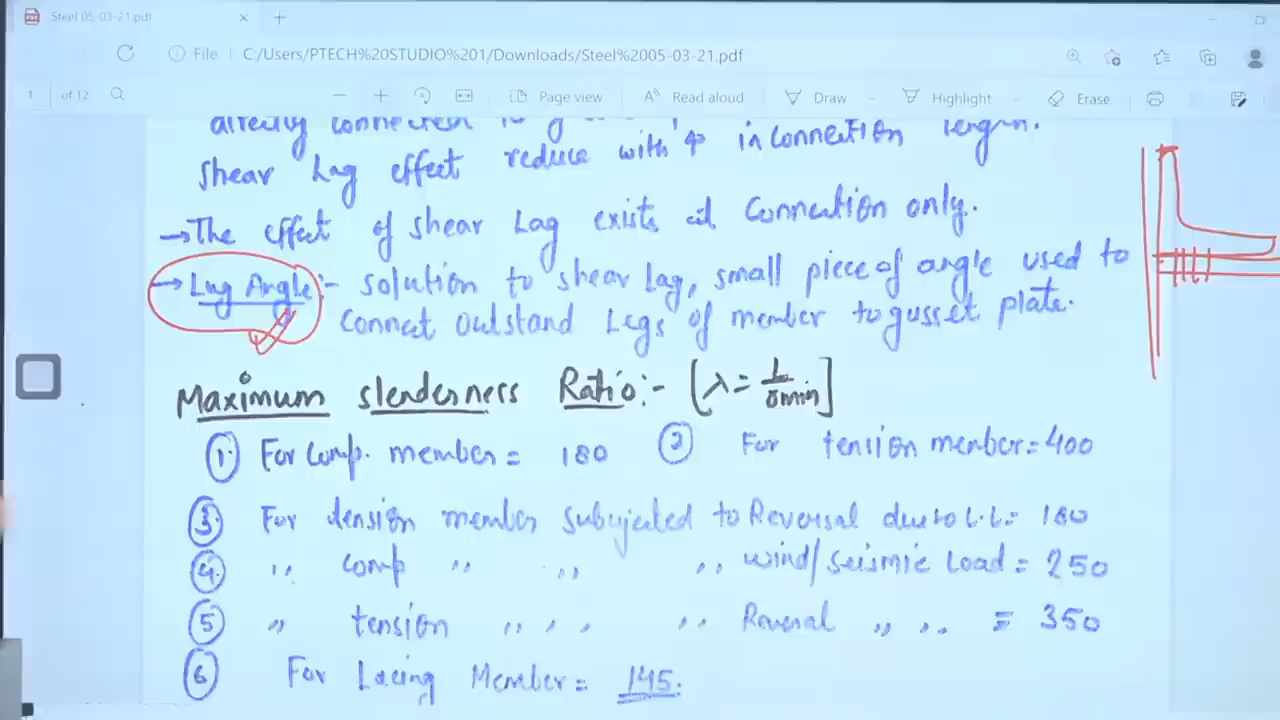 Steel 05-03-21.pdf
File C:/Users/PTECH%20STUDIO%201/Downloads/Steel%2005-03-21.pdf
1 of 12 Page view Read aloud Draw Highlight Erase
directly connected to
in connection length.
shear Lag effect reduce with ↑
→ The effect of shear Lag exists at Connection only.
→ Lug Angle:- solution to shear lag, small piece of angle used to
connect outstand Legs of member to gusset plate.
Maximum slenderness Ratio:- [λ = L/rmin]
① For Comp. member = 180 ② For tension member = 400
③ For tension member subjected to Reversal due to L.L = 180
④ ,, comp ,, ,, ,, wind/seismic Load = 250
⑤ ,, tension ,, ,, ,, Reversal ,, ,, = 350
⑥ For Lacing Member = 145.